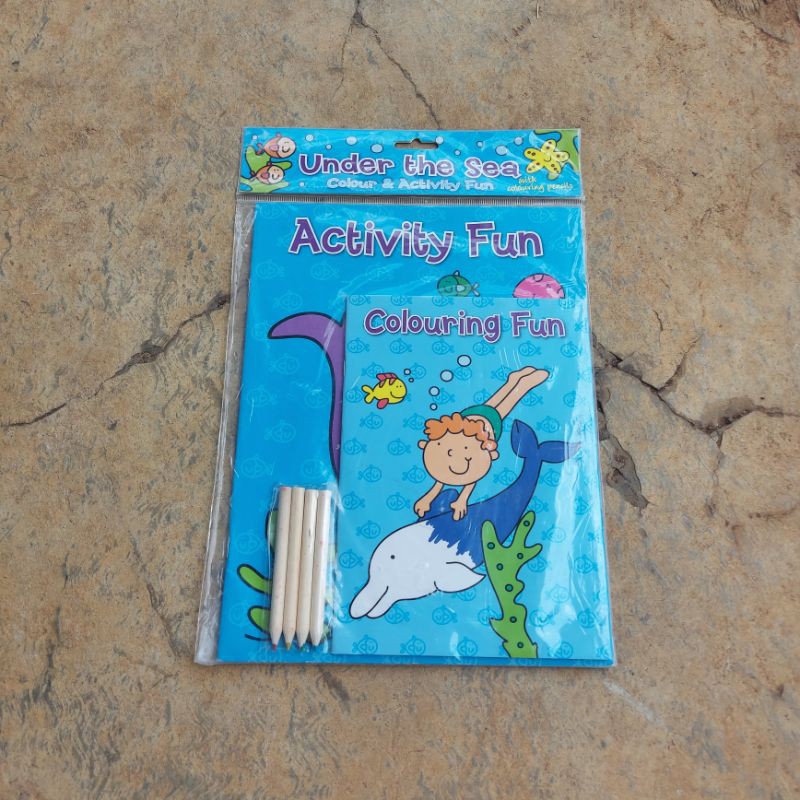 Under the Sea
Colour & Activity Fun
with
colouring pencils
Activity Fun
Colouring Fun